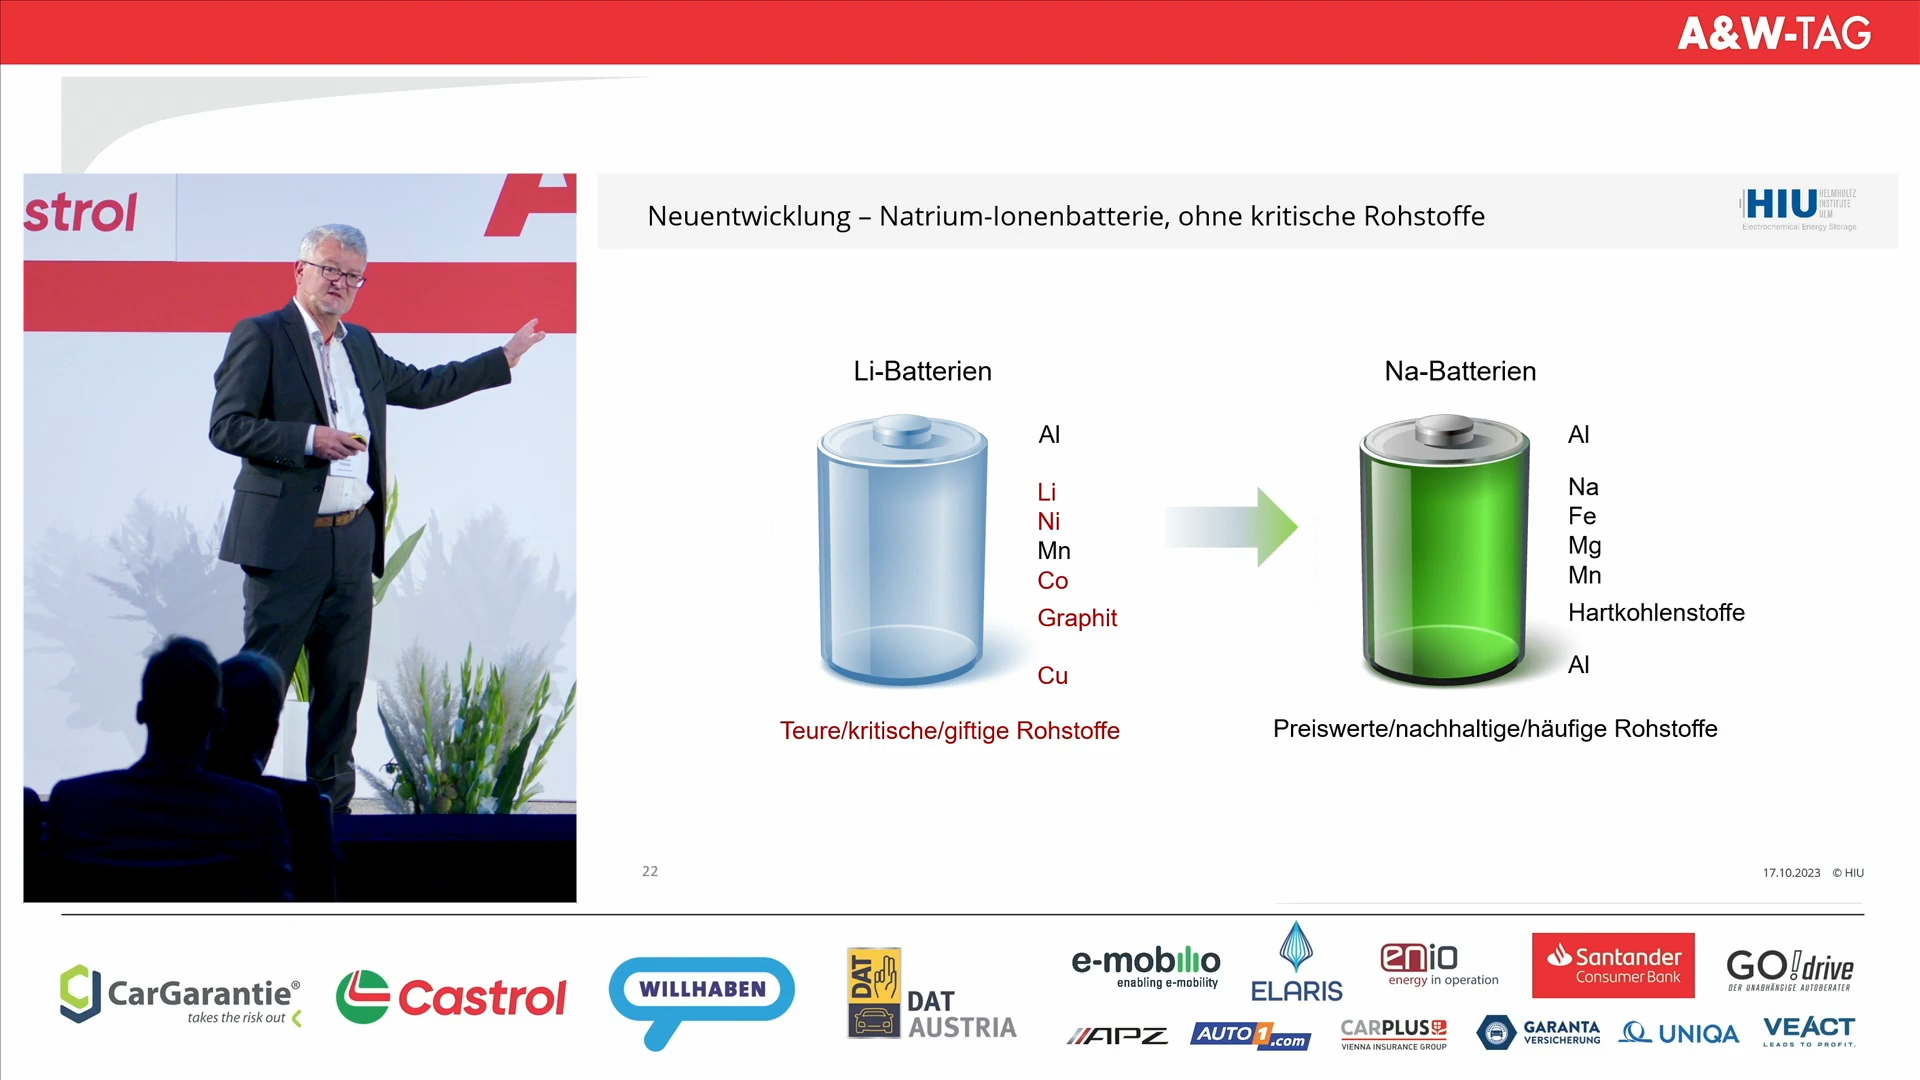 A&W-TAG
strol
A
Neuentwicklung – Natrium-Ionenbatterie, ohne kritische Rohstoffe
HIU HELMHOLTZ INSTITUTE ULM
Electrochemical Energy Storage
Li-Batterien
Al
Li
Ni
Mn
Co
Graphit
Cu
Teure/kritische/giftige Rohstoffe
Na-Batterien
Al
Na
Fe
Mg
Mn
Hartkohlenstoffe
Al
Preiswerte/nachhaltige/häufige Rohstoffe
22
17.10.2023 © HIU
CarGarantie®
takes the risk out
Castrol
WILLHABEN
DAT
DAT
AUSTRIA
e-mobilio
enabling e-mobility
ELARIS
enio
energy in operation
Santander
Consumer Bank
GO!drive
DER UNABHÄNGIGE AUTOBERATER
APZ
AUTO1.com
CARPLUS
VIENNA INSURANCE GROUP
GARANTA
VERSICHERUNG
UNIQA
VEACT
LEADS TO PROFIT.